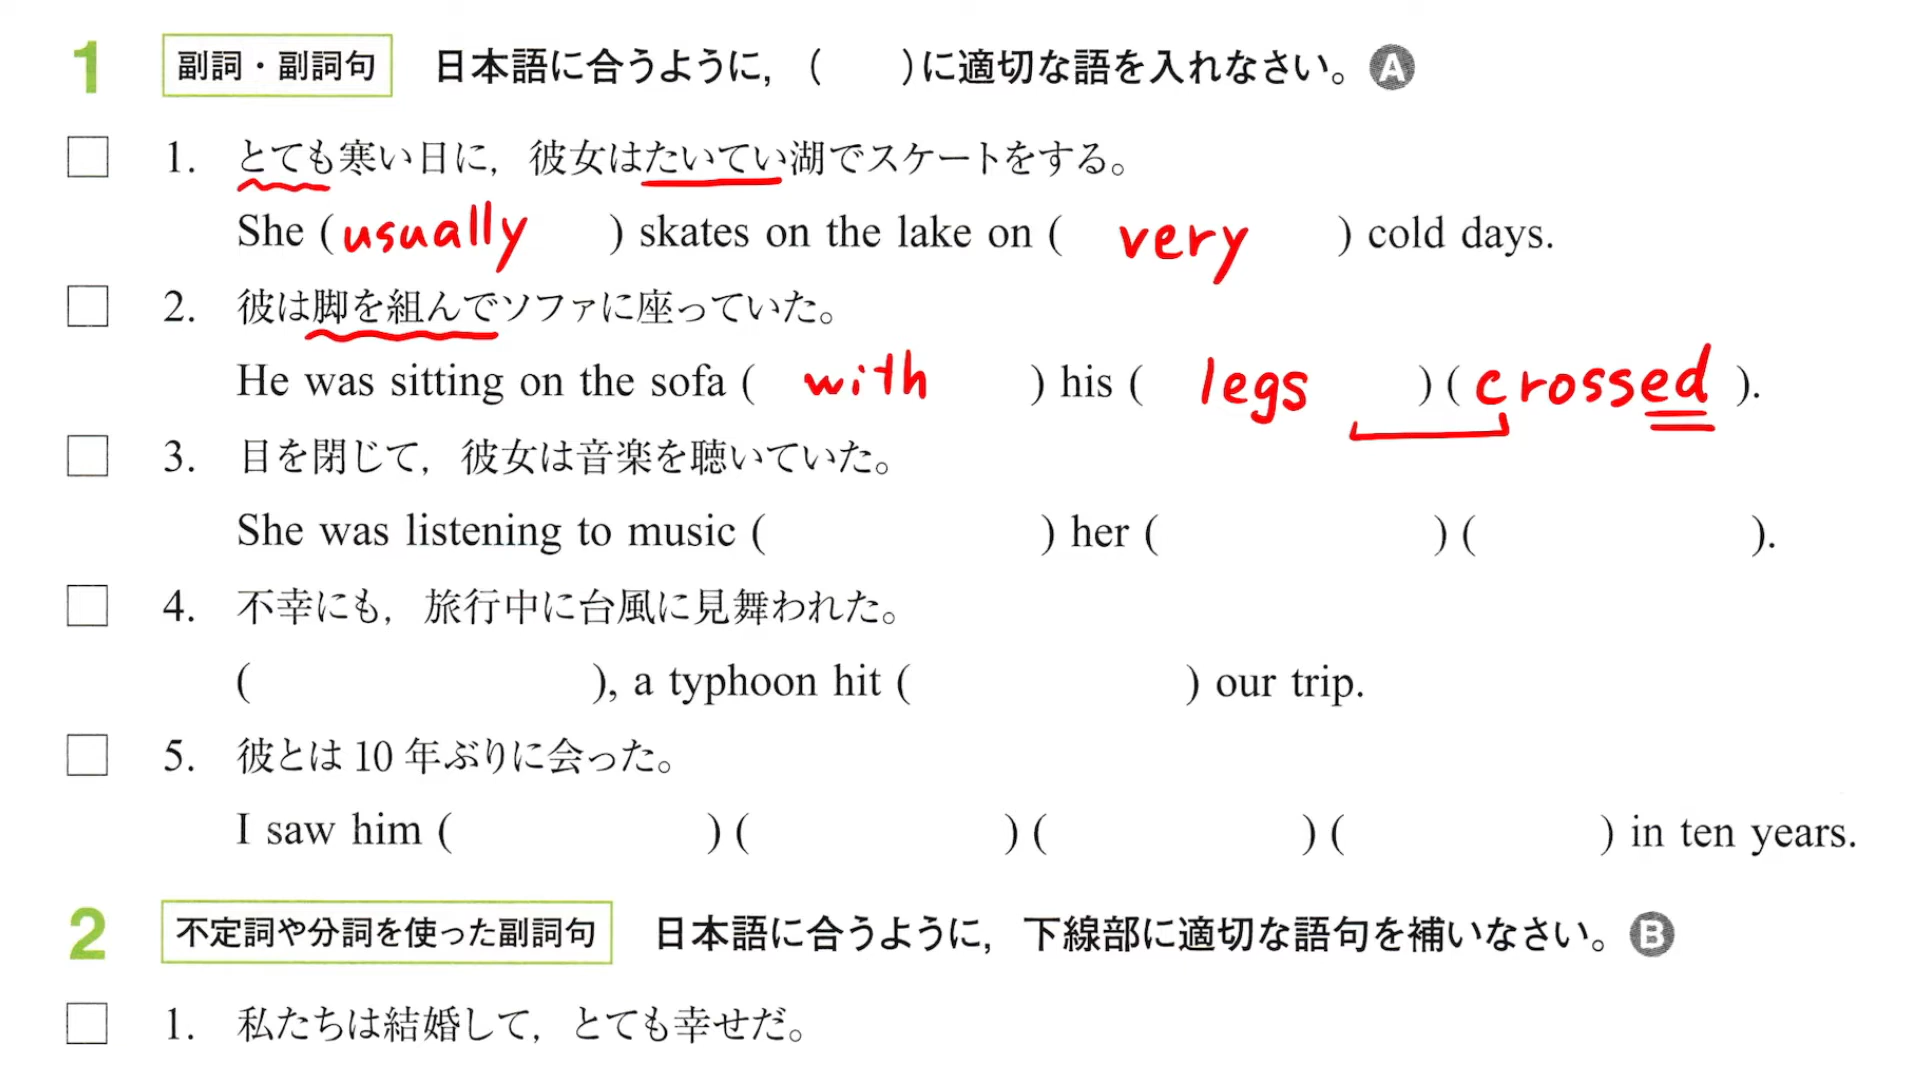 1 副詞・副詞句 日本語に合うように, ( )に適切な語を入れなさい。 A
1. とても寒い日に, 彼女はたいてい湖でスケートをする。
She (usually) skates on the lake on ( very ) cold days.
2. 彼は脚を組んでソファに座っていた。
He was sitting on the sofa ( with ) his ( legs ) ( crossed ).
3. 目を閉じて, 彼女は音楽を聴いていた。
She was listening to music ( ) her ( ) ( ).
4. 不幸にも, 旅行中に台風に見舞われた。
( ), a typhoon hit ( ) our trip.
5. 彼とは 10 年ぶりに会った。
I saw him ( ) ( ) ( ) ( ) in ten years.
2 不定詞や分詞を使った副詞句 日本語に合うように, 下線部に適切な語句を補いなさい。 B
1. 私たちは結婚して, とても幸せだ。